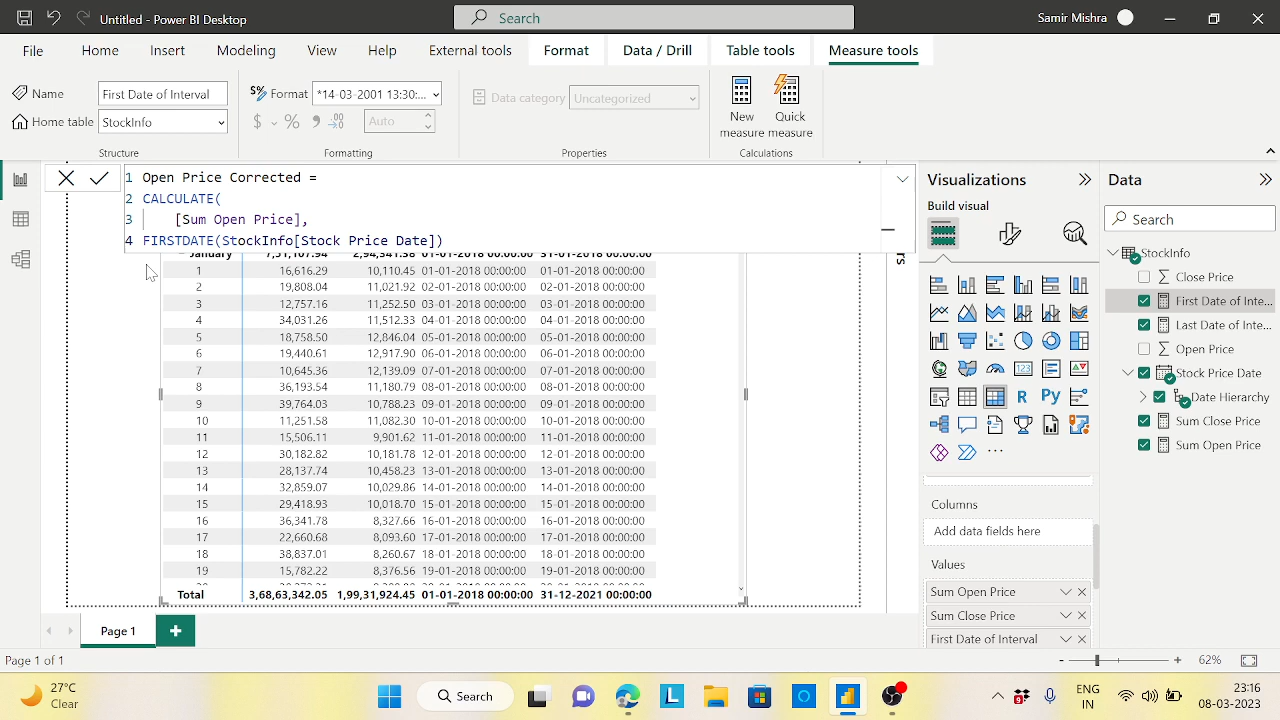 Untitled - Power BI Desktop
Search
Samir Mishra
File
Home
Insert
Modeling
View
Help
External tools
Format
Data / Drill
Table tools
Measure tools
Name
First Date of Interval
Home table
StockInfo
Structure
Format
*14-03-2001 13:30:...
$
%
Auto
Formatting
Data category
Uncategorized
Properties
New measure
Quick measure
Calculations
1 Open Price Corrected =
2 CALCULATE(
3 [Sum Open Price],
4 FIRSTDATE(StockInfo[Stock Price Date])
January 7,51,107.94 2,94,341.38 01-01-2018 00:00:00 31-01-2018 00:00:00
16,616.29 10,110.45 01-01-2018 00:00:00 01-01-2018 00:00:00
2 11,021.92 02-01-2018 00:00:00 02-01-2018 00:00:00
3 12,757.16 11,252.50 03-01-2018 00:00:00 03-01-2018 00:00:00
4 34,031.26 11,512.33 04-01-2018 00:00:00 04-01-2018 00:00:00
5 18,758.50 12,846.04 05-01-2018 00:00:00 05-01-2018 00:00:00
6 19,440.61 12,917.90 06-01-2018 00:00:00 06-01-2018 00:00:00
7 10,645.36 12,139.09 07-01-2018 00:00:00 07-01-2018 00:00:00
8 36,193.54 11,180.79 08-01-2018 00:00:00 08-01-2018 00:00:00
9 39,764.03 10,788.23 09-01-2018 00:00:00 09-01-2018 00:00:00
10 11,251.58 11,082.30 10-01-2018 00:00:00 10-01-2018 00:00:00
11 15,506.11 9,901.62 11-01-2018 00:00:00 11-01-2018 00:00:00
12 30,182.82 10,181.78 12-01-2018 00:00:00 12-01-2018 00:00:00
13 28,137.74 10,458.23 13-01-2018 00:00:00 13-01-2018 00:00:00
14 32,859.07 10,029.86 14-01-2018 00:00:00 14-01-2018 00:00:00
15 29,418.93 10,018.70 15-01-2018 00:00:00 15-01-2018 00:00:00
16 36,341.78 8,327.66 16-01-2018 00:00:00 16-01-2018 00:00:00
17 22,660.68 8,093.60 17-01-2018 00:00:00 17-01-2018 00:00:00
18 38,837.01 8,260.67 18-01-2018 00:00:00 18-01-2018 00:00:00
19 15,782.22 8,376.56 19-01-2018 00:00:00 19-01-2018 00:00:00
Total 3,68,63,342.05 1,99,31,924.45 01-01-2018 00:00:00 31-12-2021 00:00:00
Visualizations
Build visual
R
Py
123
...
Columns
Add data fields here
Values
Sum Open Price
Sum Close Price
First Date of Interval
Data
Search
StockInfo
Close Price
First Date of Inte...
Last Date of Inte...
Open Price
Stock Price Date
Date Hierarchy
Sum Close Price
Sum Open Price
Page 1
+
Page 1 of 1
-
+
62%
27°C
Clear
Search
L
9
ENG
IN
23:16
08-03-2023